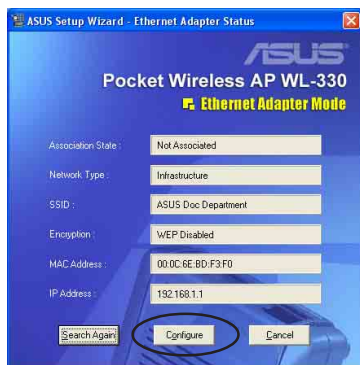 ASUS Setup Wizard - Ethernet Adapter Status
ASUS
Pocket Wireless AP WL-330
Ethernet Adapter Mode
Association State : Not Associated
Network Type : Infrastructure
SSID : ASUS Doc Department
Encryption : WEP Disabled
MAC Address : 00:0C:6E:BD:F3:F0
IP Address : 192.168.1.1
Search Again Configure Cancel